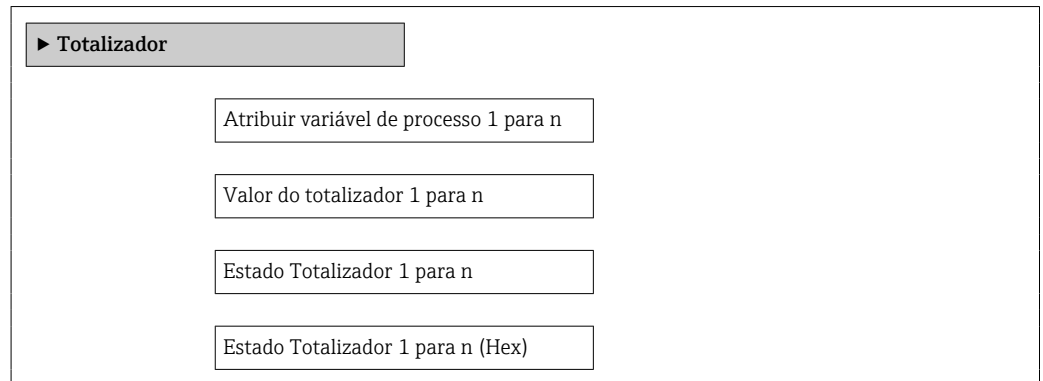 ▶ Totalizador
Atribuir variável de processo 1 para n
Valor do totalizador 1 para n
Estado Totalizador 1 para n
Estado Totalizador 1 para n (Hex)